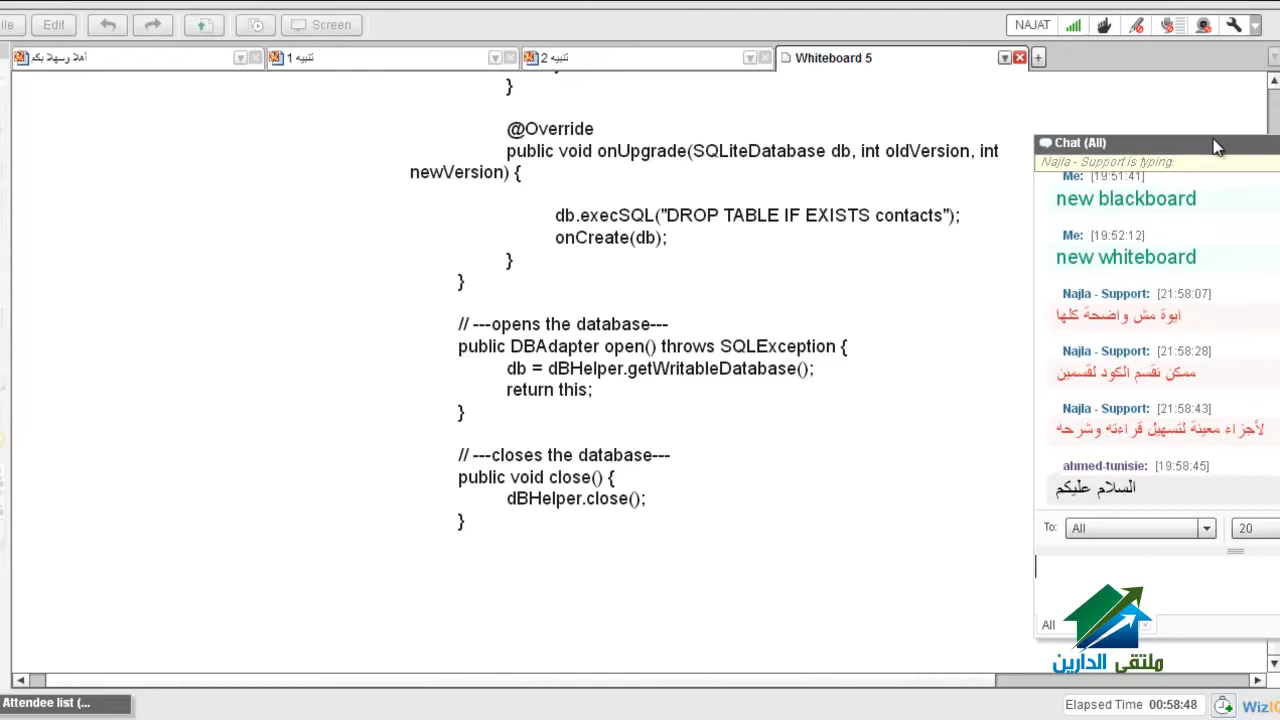 ile
Edit
Screen
NAJAT
أهلا وسهلا بكم
تنبيه 1
تنبيه 2
Whiteboard 5
}
@Override
public void onUpgrade(SQLiteDatabase db, int oldVersion, int
newVersion) {
db.execSQL("DROP TABLE IF EXISTS contacts");
onCreate(db);
}
}
// ---opens the database---
public DBAdapter open() throws SQLException {
db = dBHelper.getWritableDatabase();
return this;
}
// ---closes the database---
public void close() {
dBHelper.close();
}
Chat (All)
Najla - Support is typing.
Me: [19:51:41]
new blackboard
Me: [19:52:12]
new whiteboard
Najla - Support: [21:58:07]
ايوة مش واضحة كلها
Najla - Support: [21:58:28]
ممكن نقسم الكود لقسمين
Najla - Support: [21:58:43]
لأجزاء معينة لتسهيل قراءته وشرحه
ahmed-tunisie: [19:58:45]
السلام عليكم
To: All 20
All
ملتقى الدارين
Attendee list (...
Elapsed Time 00:58:48
WizIQ